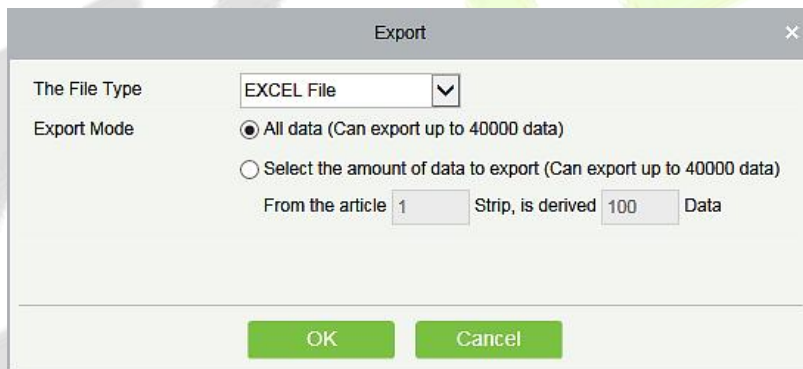 Export
The File Type EXCEL File
Export Mode All data (Can export up to 40000 data)
Select the amount of data to export (Can export up to 40000 data)
From the article 1 Strip, is derived 100 Data
OK Cancel